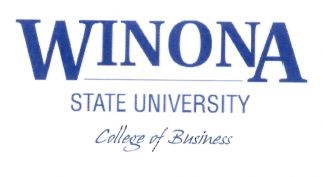 WINONA
STATE UNIVERSITY
College of Business